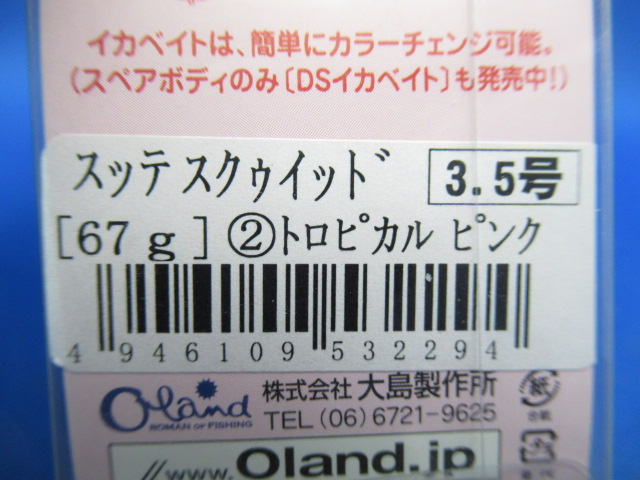 イカベイトは、簡単にカラーチェンジ可能。
(スペアボディのみ〔DSイカベイト〕も発売中!)
スッテ スクゥイッド 3.5号
[67ｇ] ②トロピカル ピンク
4 946109 532294
Oland 株式会社 大島製作所
ROMAN OF FISHING TEL (06) 6721-9625
紙
//www.Oland.jp